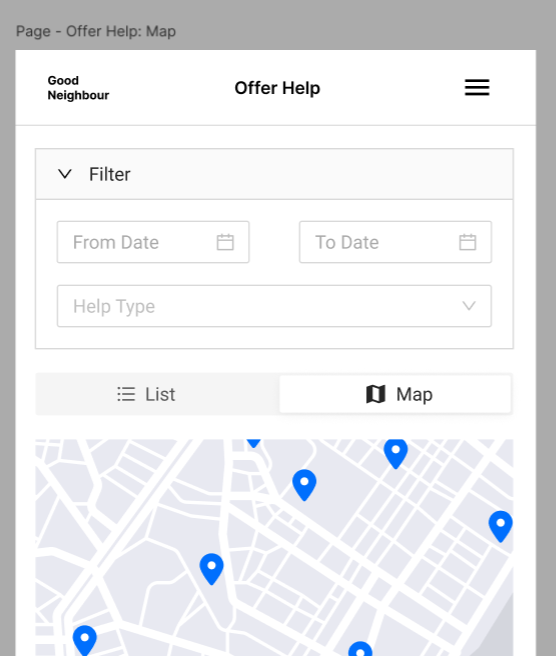 Page - Offer Help: Map
Good
Neighbour
Offer Help
Filter
From Date
To Date
Help Type
List
Map